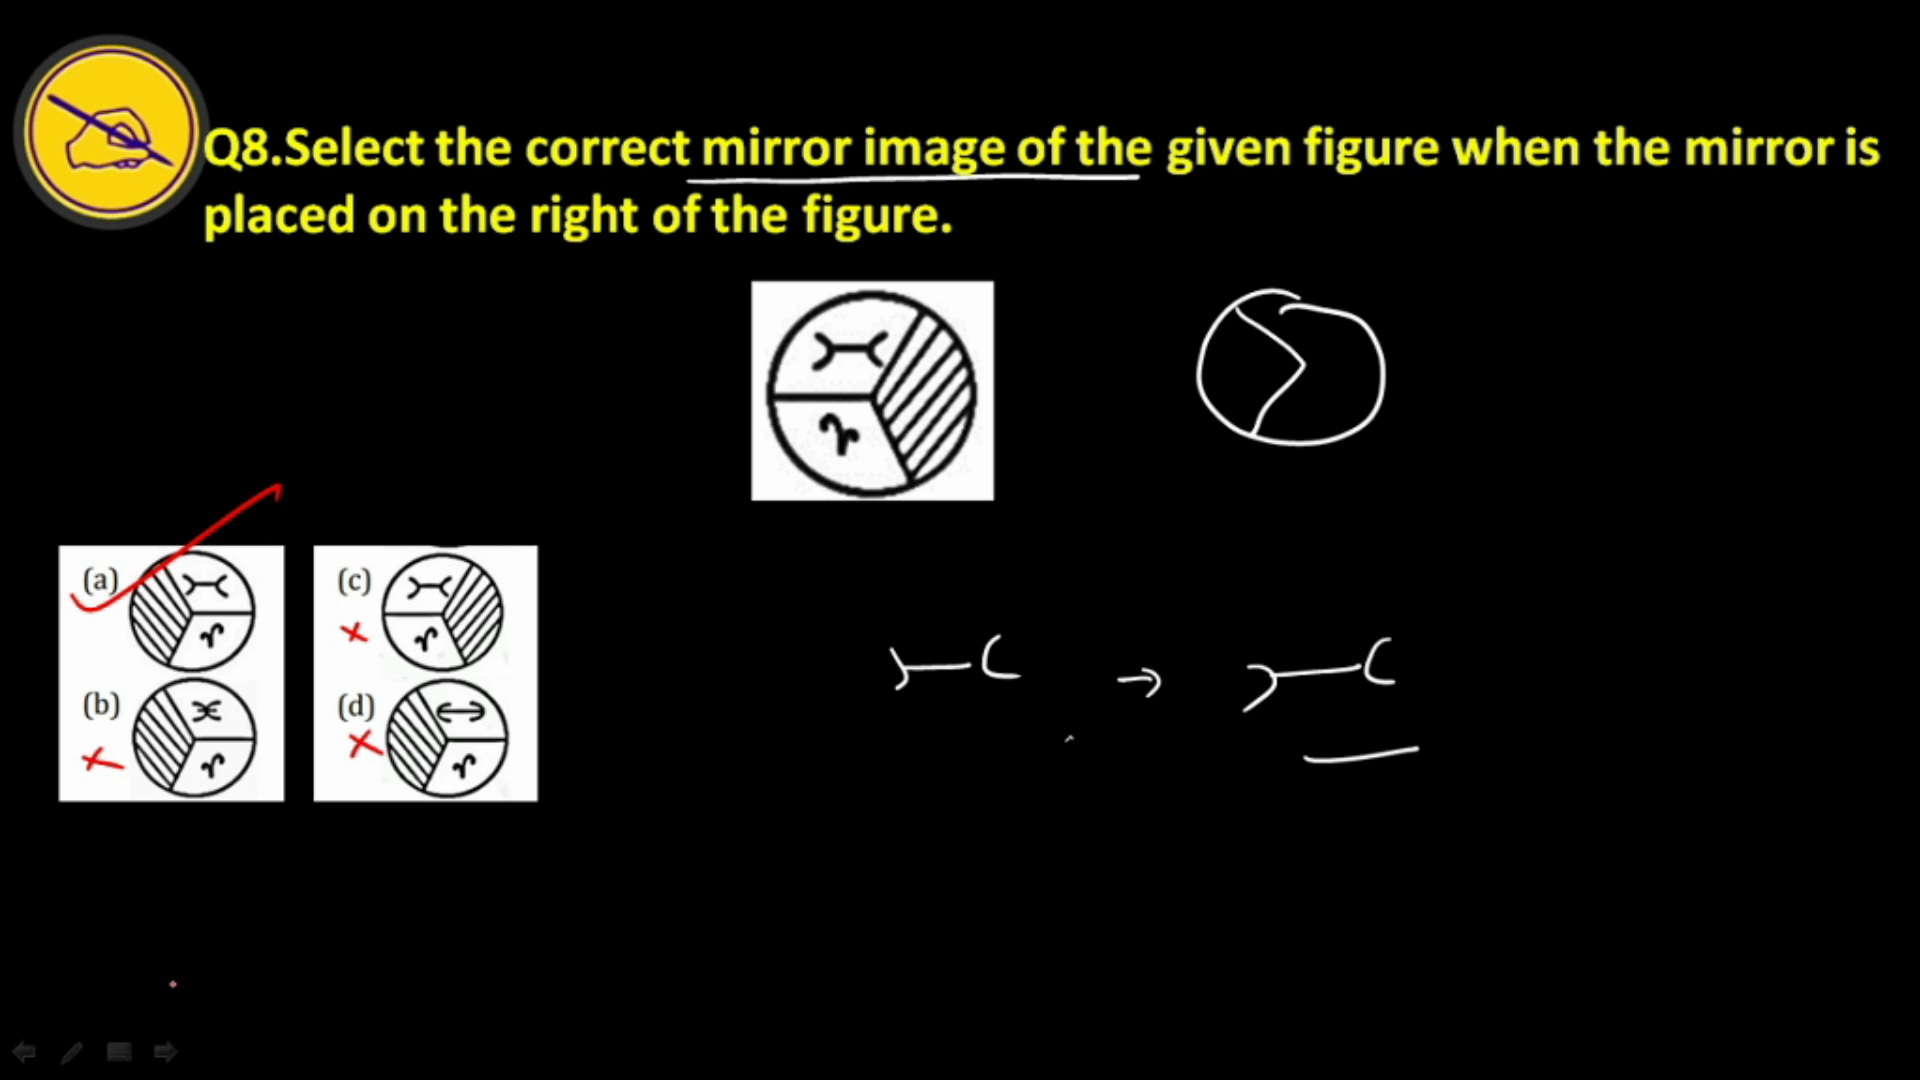 Q8.Select the correct mirror image of the given figure when the mirror is
placed on the right of the figure.
(a)
(c)
(b)
(d)